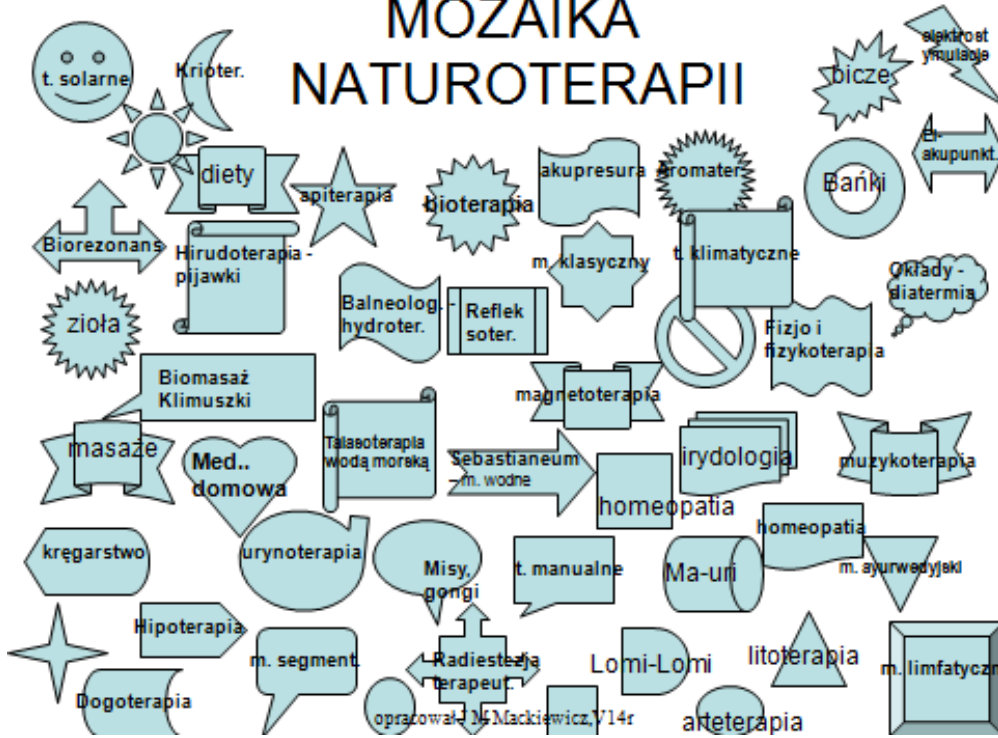 MOZAIKA
NATUROTERAPII
t. solarne
Krioter.
bicze
elektrost
ymulacje
El-
akupunkt.
diety
apiterapia
bioterapia
akupresura
Aromater.
Bańki
Biorezonans
Hirudoterapia -
pijawki
m. klasyczny
t. klimatyczne
Okłady -
diatermia
zioła
Balneolog. -
hydroter.
Reflek
soter.
Fizjo i
fizykoterapia
Biomasaż
Klimuszki
magnetoterapia
masaże
Med..
domowa
Talasoterapia
wodą morską
Sebastianeum
– m. wodne
homeopatia
irydologia
muzykoterapia
kręgarstwo
urynoterapia
Misy,
gongi
t. manualne
Ma-uri
homeopatia
m. ayurwedyjski
Hipoterapia
m. segment.
Radiestezja
terapeut.
Lomi-Lomi
litoterapia
m. limfatyczn
Dogoterapia
opracował J M Mackiewicz,V14r
arteterapia